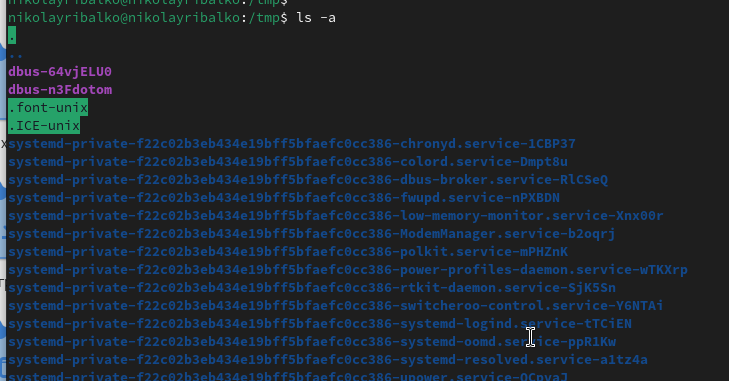 nikolayribalko@nikolayribalko:/tmp$
nikolayribalko@nikolayribalko:/tmp$ ls -a
.
..
dbus-64vjELU0
dbus-n3Fdotom
.font-unix
.ICE-unix
systemd-private-f22c02b3eb434e19bff5bfaefc0cc386-chronyd.service-1CBP37
systemd-private-f22c02b3eb434e19bff5bfaefc0cc386-colord.service-Dmpt8u
systemd-private-f22c02b3eb434e19bff5bfaefc0cc386-dbus-broker.service-RlCSeQ
systemd-private-f22c02b3eb434e19bff5bfaefc0cc386-fwupd.service-nPXBDN
systemd-private-f22c02b3eb434e19bff5bfaefc0cc386-low-memory-monitor.service-Xnx00r
systemd-private-f22c02b3eb434e19bff5bfaefc0cc386-ModemManager.service-b2oqrj
systemd-private-f22c02b3eb434e19bff5bfaefc0cc386-polkit.service-mPHZnK
systemd-private-f22c02b3eb434e19bff5bfaefc0cc386-power-profiles-daemon.service-wTKXrp
systemd-private-f22c02b3eb434e19bff5bfaefc0cc386-rtkit-daemon.service-SjK5Sn
systemd-private-f22c02b3eb434e19bff5bfaefc0cc386-switcheroo-control.service-Y6NTAi
systemd-private-f22c02b3eb434e19bff5bfaefc0cc386-systemd-logind.service-tTCiEN
systemd-private-f22c02b3eb434e19bff5bfaefc0cc386-systemd-oomd.service-ppR1Kw
systemd-private-f22c02b3eb434e19bff5bfaefc0cc386-systemd-resolved.service-a1tz4a
systemd-private-f22c02b3eb434e19bff5bfaefc0cc386-upower.service-QCovaJ